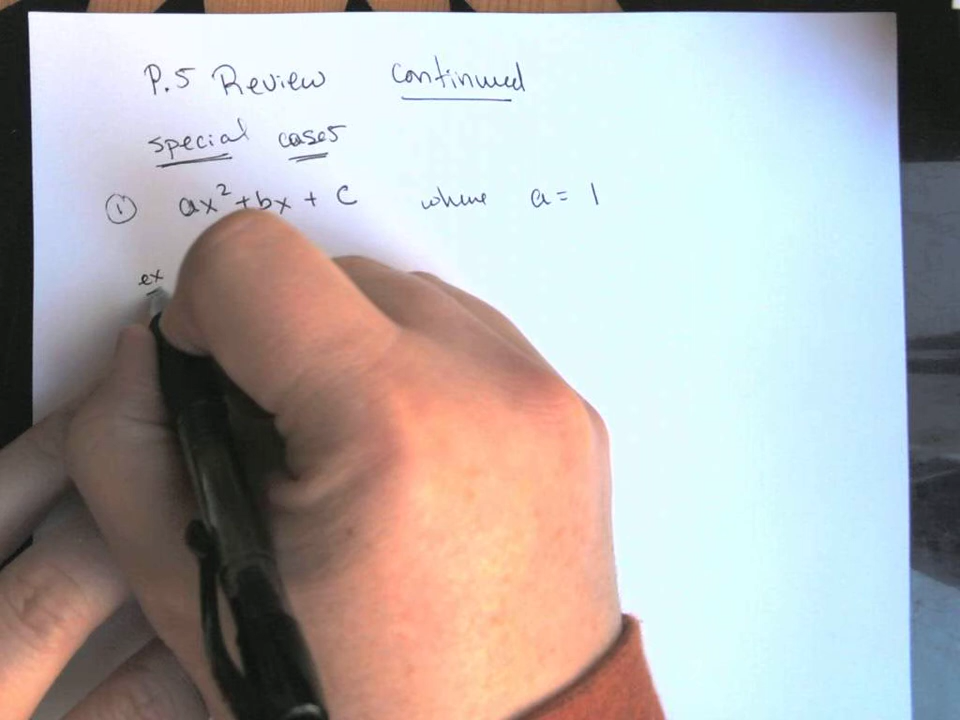 P.5 Review continued
special cases
① ax² + bx + c where a = 1
ex